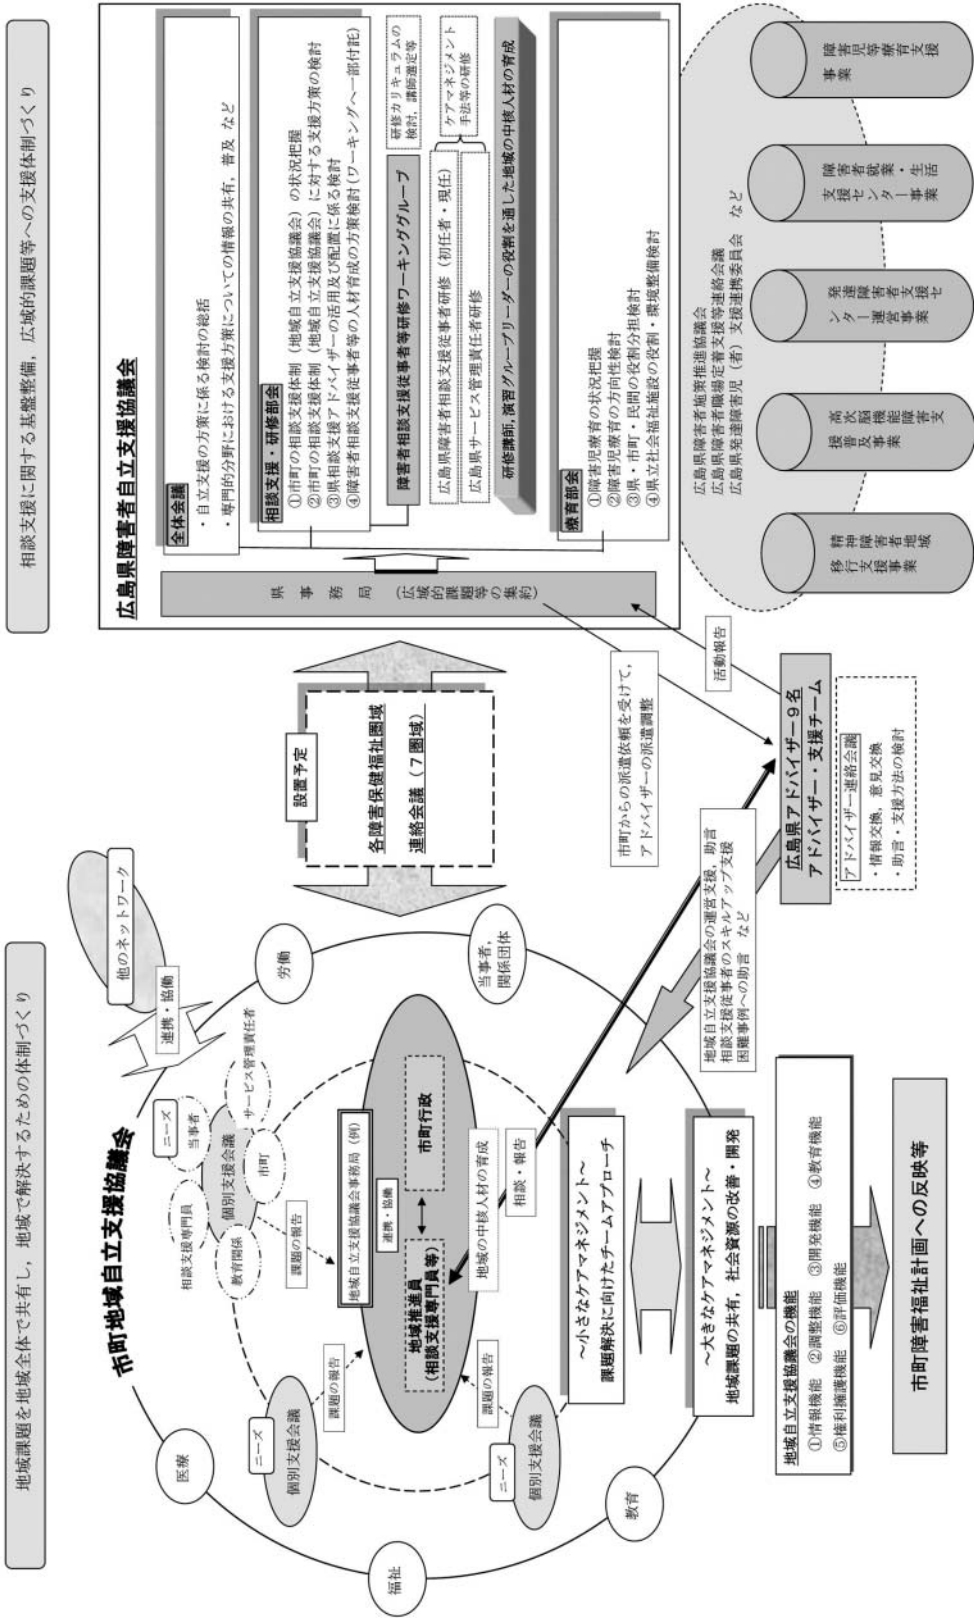 地域課題を地域全体で共有し，地域で解決するための体制づくり
相談支援に関する基盤整備，広域的課題等への支援体制づくり
市町地域自立支援協議会
他のネットワーク
連携・協働
医療
福祉
教育
労働
当事者，
関係団体
ニーズ
当事者
相談支援専門員
サービス管理責任者
個別支援会議
教育関係
市町
課題の報告
ニーズ
個別支援会議
課題の報告
ニーズ
個別支援会議
課題の報告
地域自立支援協議会事務局（例）
連携・協働
地域推進員
（相談支援専門員等）
市町行政
地域の中核人材の育成
相談・報告
～小さなケアマネジメント～
課題解決に向けたチームアプローチ
～大きなケアマネジメント～
地域課題の共有，社会資源の改善・開発
地域自立支援協議会の機能
①情報機能　②調整機能　③開発機能　④教育機能
⑤権利擁護機能　⑥評価機能
市町障害福祉計画への反映等
設置予定
各障害保健福祉圏域
連絡会議（７圏域）
市町からの派遣依頼を受けて，
アドバイザーの派遣調整
活動報告
地域自立支援協議会の運営支援，助言
相談支援従事者のスキルアップ支援
困難事例への助言　など
広島県アドバイザー９名
アドバイザー・支援チーム
アドバイザー連絡会議
・情報交換，意見交換
・助言・支援方法の検討
広島県障害者自立支援協議会
県事務局（広域的課題等の集約）
全体会議
・自立支援の方策に係る検討の総括
・専門的分野における支援方策についての情報の共有，普及 など
相談支援・研修部会
①市町の相談支援体制（地域自立支援協議会）の状況把握
②市町の相談支援体制（地域自立支援協議会）に対する支援方策の検討
③県相談支援アドバイザーの活用及び配置に係る検討
④障害者相談支援従事者等の人材育成の方策検討（ワーキングへ一部付託）
障害者相談支援従事者等研修ワーキンググループ
研修カリキュラムの
検討，講師選定等
広島県障害者相談支援従事者研修（初任者・現任）
広島県サービス管理責任者研修
ケアマネジメント
手法等の研修
研修講師，演習グループリーダーの役割を通した地域の中核人材の育成
療育部会
①障害児療育の状況把握
②障害児療育の方向性検討
③県・市町・民間の役割分担検討
④県立社会福祉施設の役割・環境整備検討
広島県障害者施策推進協議会
広島県障害者職場定着支援等連絡会議
広島県発達障害児（者）支援連携委員会　など
精神障害者地域
移行支援事業
高次脳機能障害支
援普及事業
発達障害者支援セ
ンター運営事業
障害者就業・生活
支援センター事業
障害児等療育支援
事業